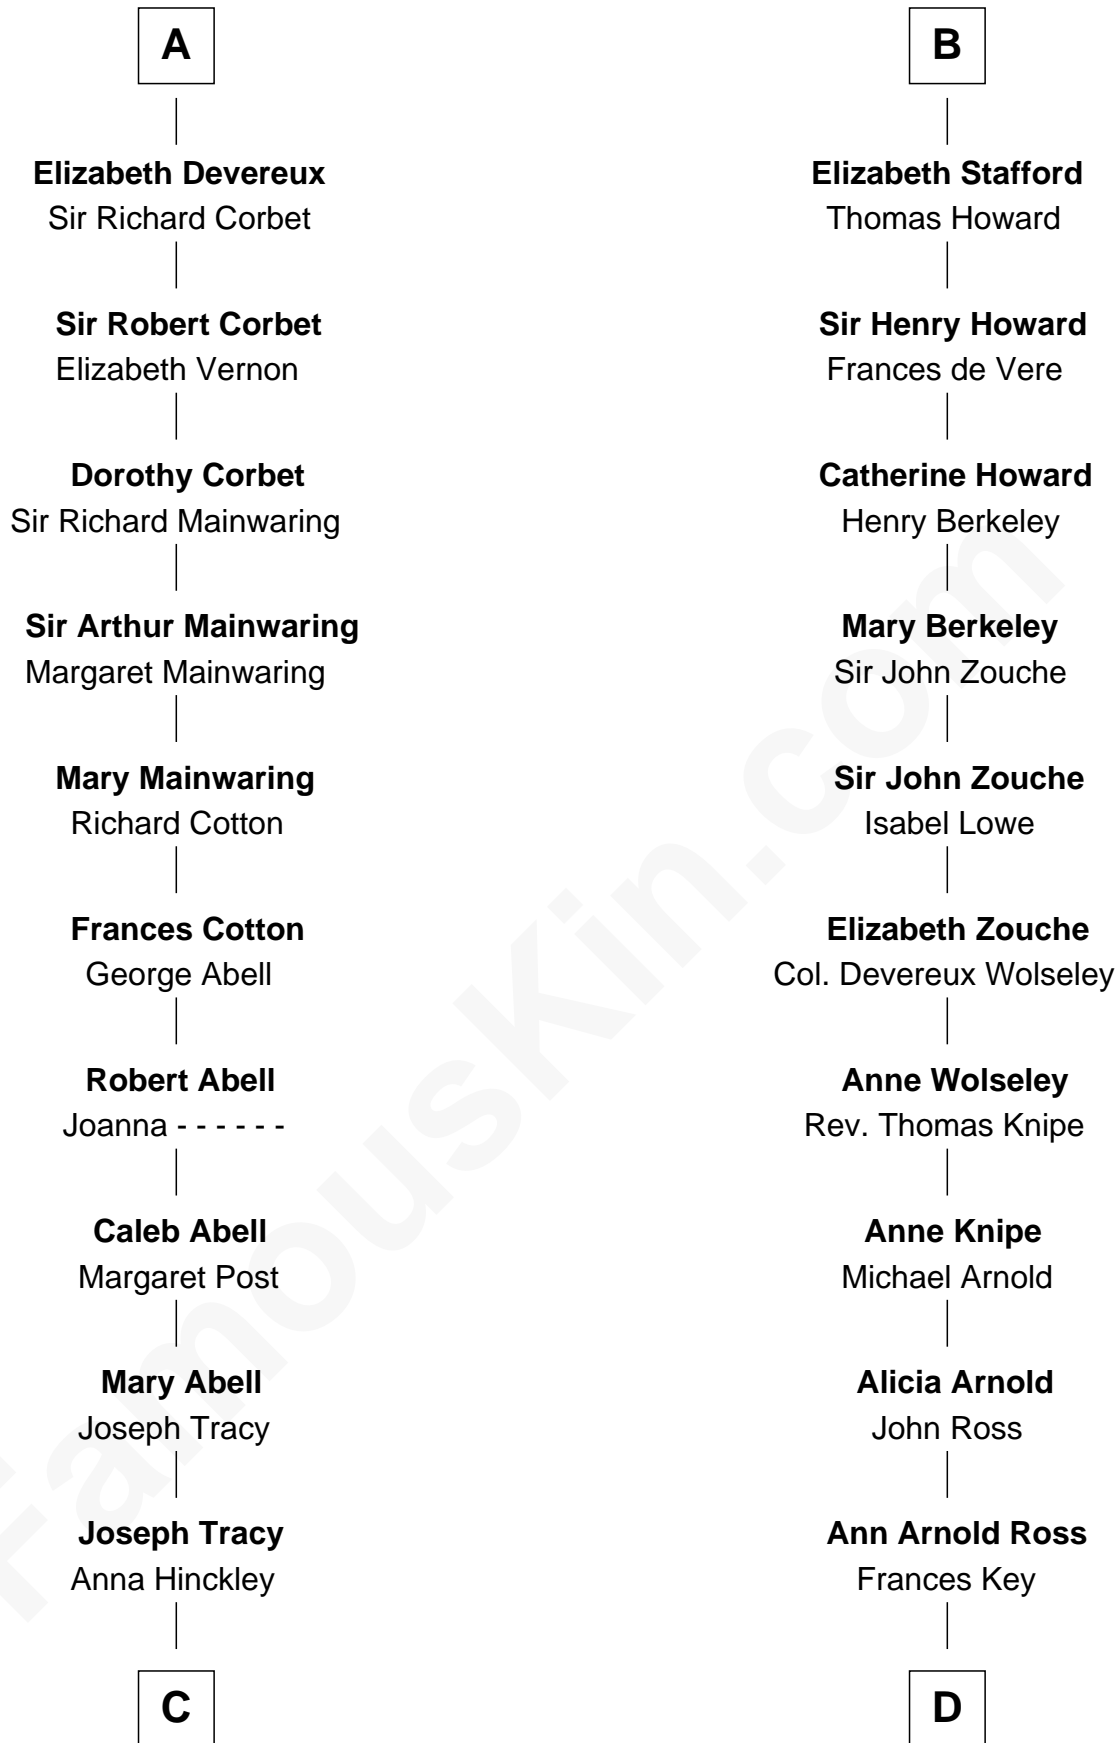 A
Elizabeth Devereux
Sir Richard Corbet
Sir Robert Corbet
Elizabeth Vernon
Dorothy Corbet
Sir Richard Mainwaring
Sir Arthur Mainwaring
Margaret Mainwaring
Mary Mainwaring
Richard Cotton
Frances Cotton
George Abell
Robert Abell
Joanna - - - - - -
Caleb Abell
Margaret Post
Mary Abell
Joseph Tracy
Joseph Tracy
Anna Hinckley
C
B
Elizabeth Stafford
Thomas Howard
Sir Henry Howard
Frances de Vere
Catherine Howard
Henry Berkeley
Mary Berkeley
Sir John Zouche
Sir John Zouche
Isabel Lowe
Elizabeth Zouche
Col. Devereux Wolseley
Anne Wolseley
Rev. Thomas Knipe
Anne Knipe
Michael Arnold
Alicia Arnold
John Ross
Ann Arnold Ross
Frances Key
D
FamousKin.com